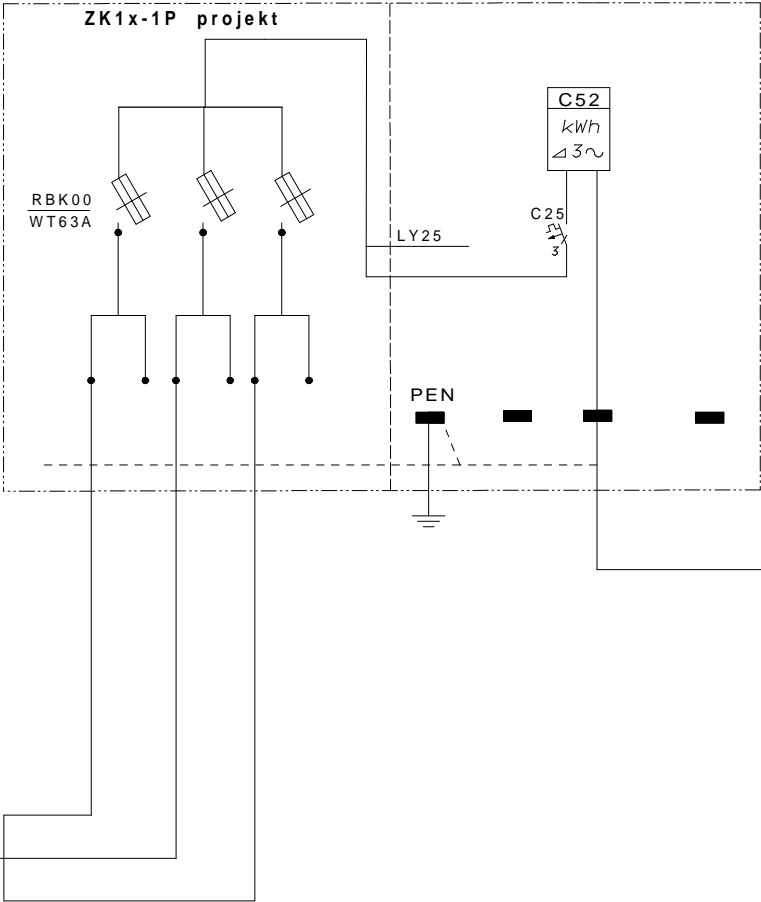 ZK1x-1P projekt
C52
kWh
⊿3∿
RBK00
WT63A
C25
3
LY25
PEN